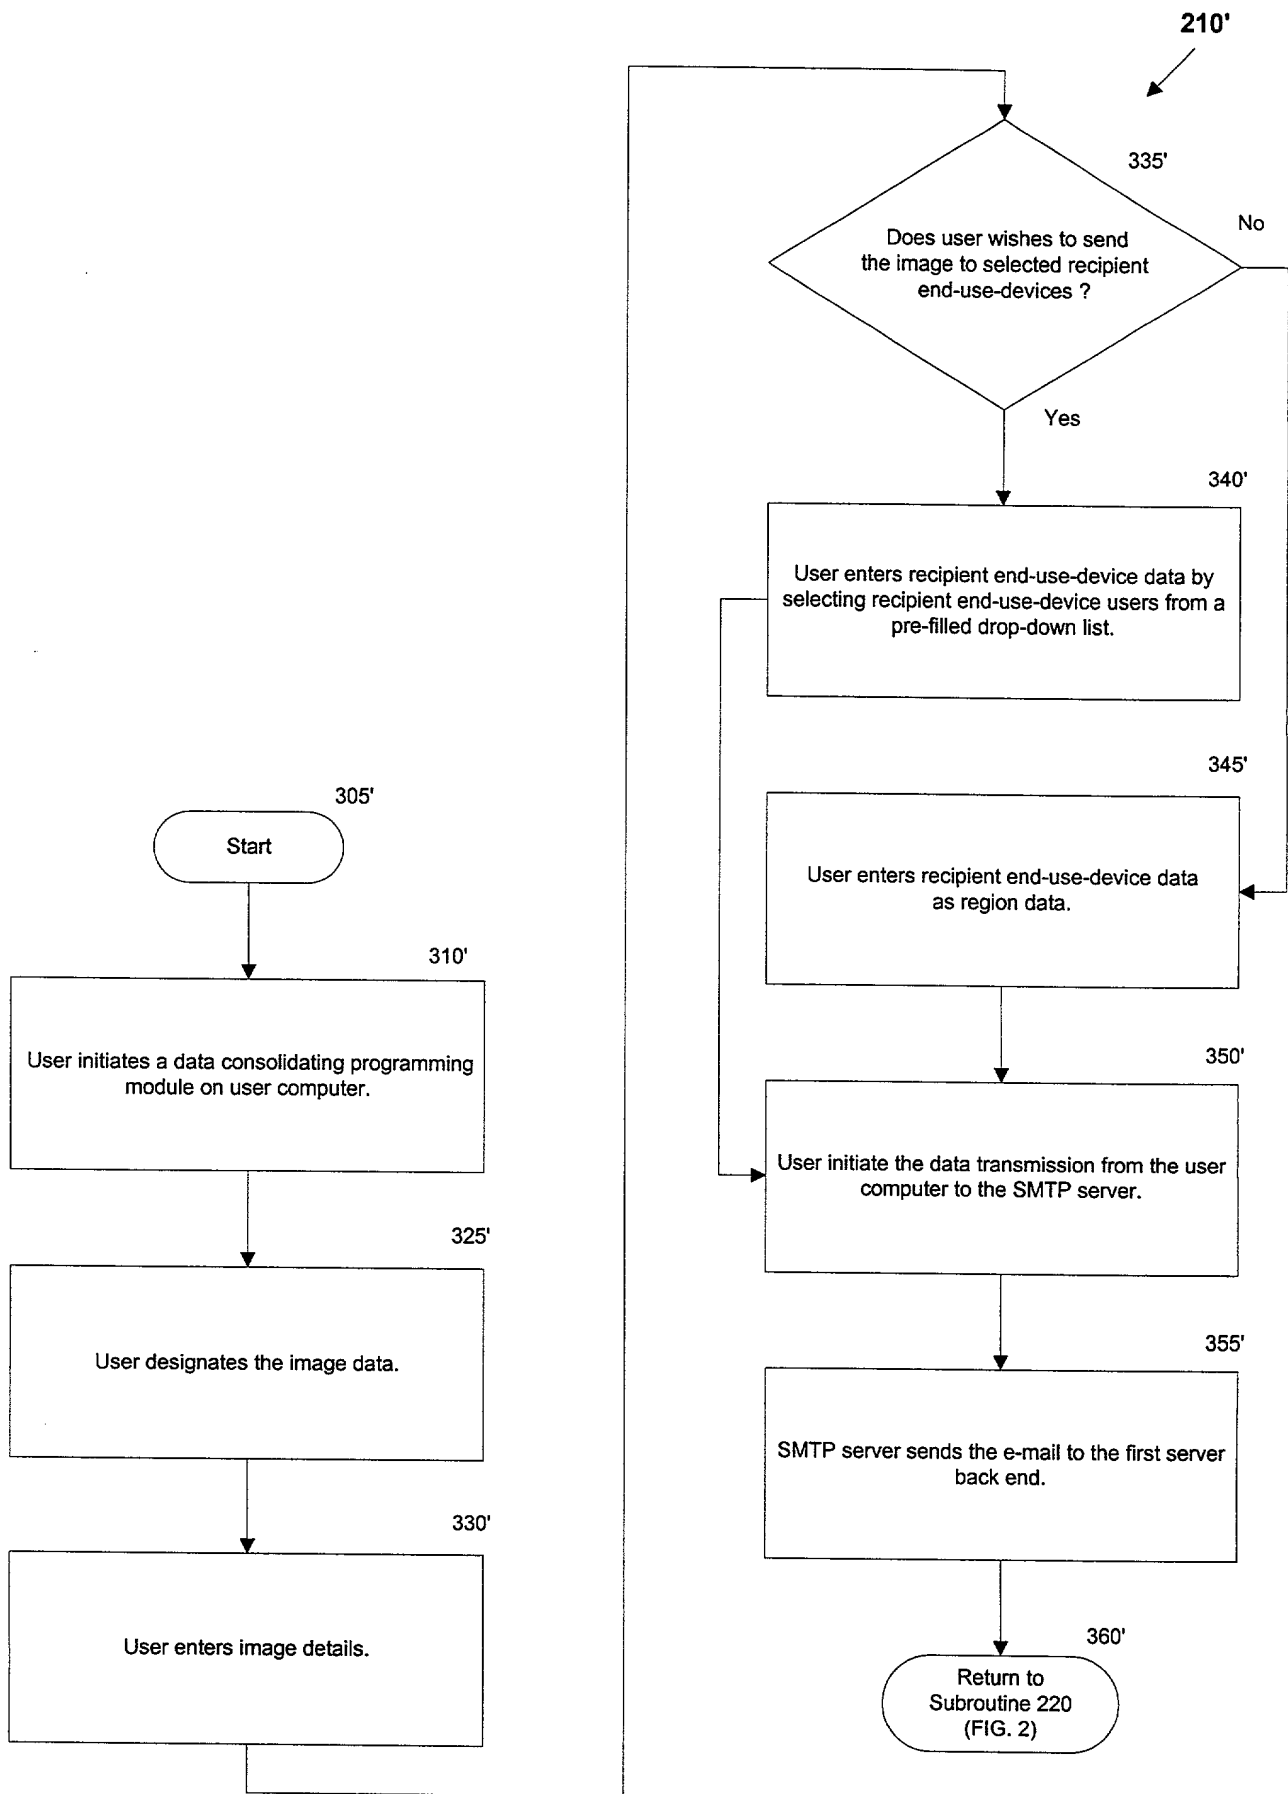 210'
335'
No
Does user wishes to send
the image to selected recipient
end-use-devices ?
Yes
340'
User enters recipient end-use-device data by
selecting recipient end-use-device users from a
pre-filled drop-down list.
345'
User enters recipient end-use-device data
as region data.
350'
User initiate the data transmission from the user
computer to the SMTP server.
355'
SMTP server sends the e-mail to the first server
back end.
360'
Return to
Subroutine 220
(FIG. 2)
305'
Start
310'
User initiates a data consolidating programming
module on user computer.
325'
User designates the image data.
330'
User enters image details.